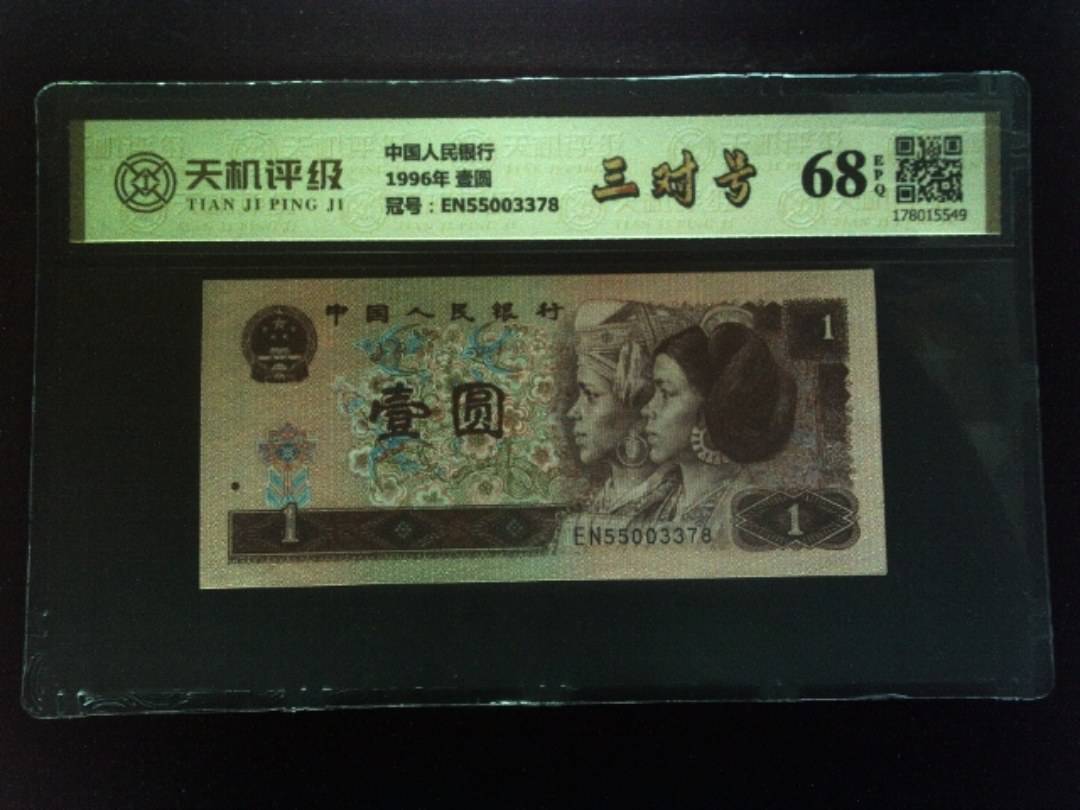 天机评级
TIAN JI PING JI
中国人民银行
1996年 壹圆
冠号：EN55003378
三对号
68
EPQ
178015549
中国人民银行
1
壹圆
1
EN55003378
1